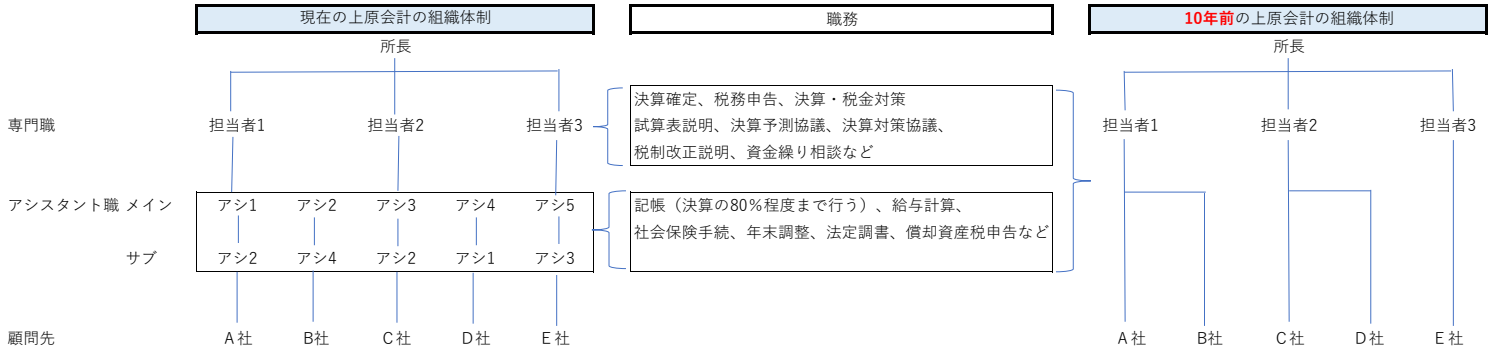 現在の上原会計の組織体制
職務
10年前の上原会計の組織体制
所長
所長
専門職
担当者1
担当者2
担当者3
決算確定、税務申告、決算・税金対策
試算表説明、決算予測協議、決算対策協議、
税制改正説明、資金繰り相談など
担当者1
担当者2
担当者3
アシスタント職 メイン
アシ1
アシ2
アシ3
アシ4
アシ5
記帳（決算の80％程度まで行う）、給与計算、
社会保険手続、年末調整、法定調書、償却資産税申告など
サブ
アシ2
アシ4
アシ2
アシ1
アシ3
顧問先
A社
B社
C社
D社
E社
A社
B社
C社
D社
E社